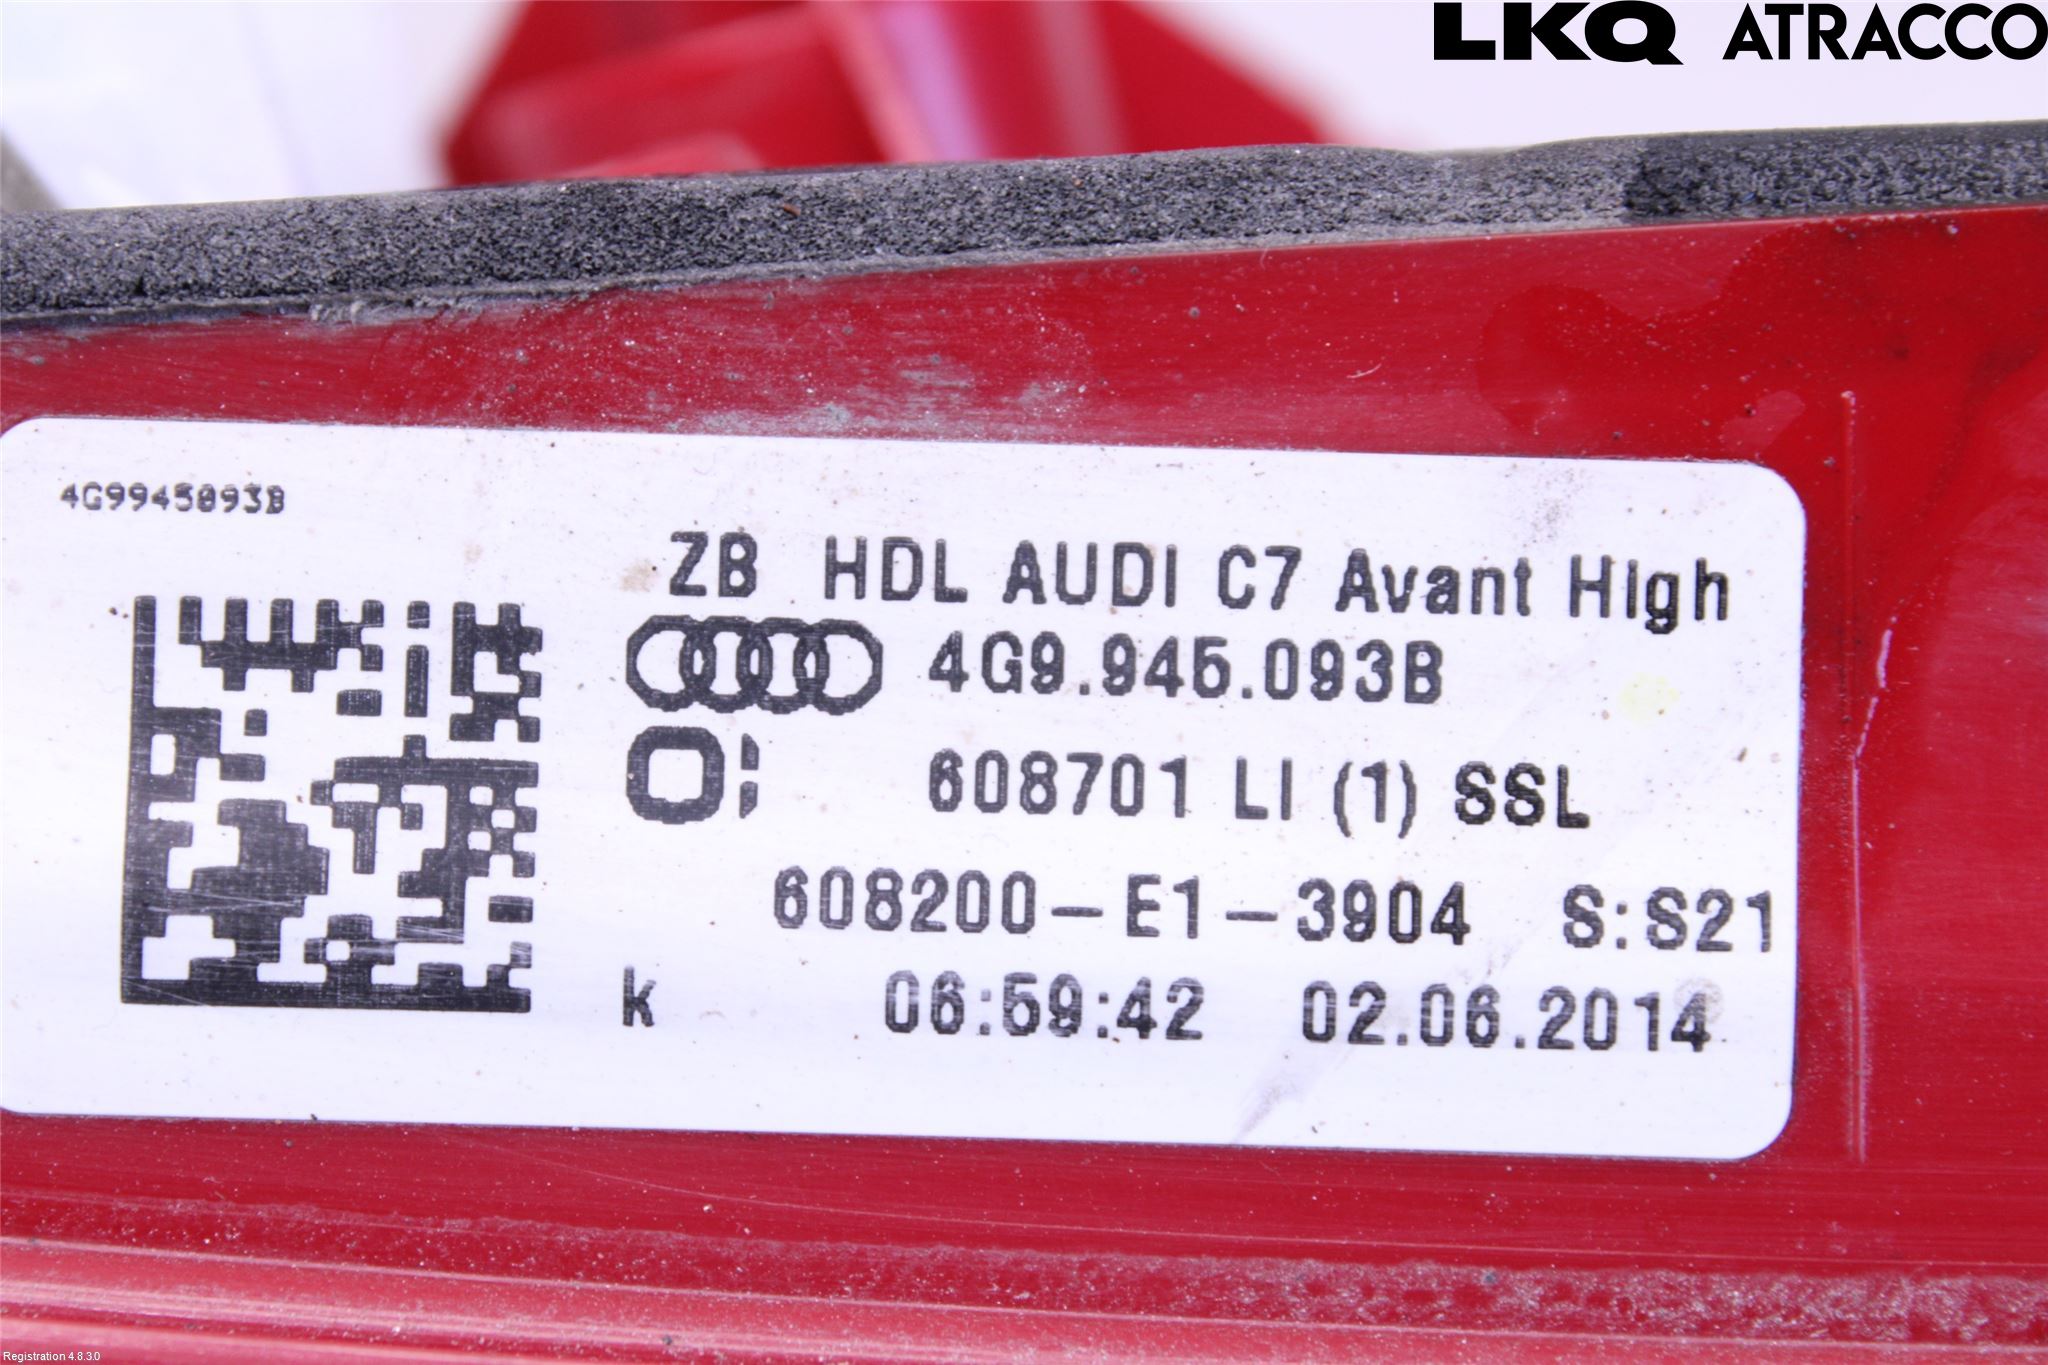 LKQ ATRACCO
4G9945093B
ZB HDL AUDI C7 Avant High
4G9.945.093B
608701 LI (1) SSL
608200-E1-3904 S:S21
k 06:59:42 02.06.2014
Registration 4.8.3.0